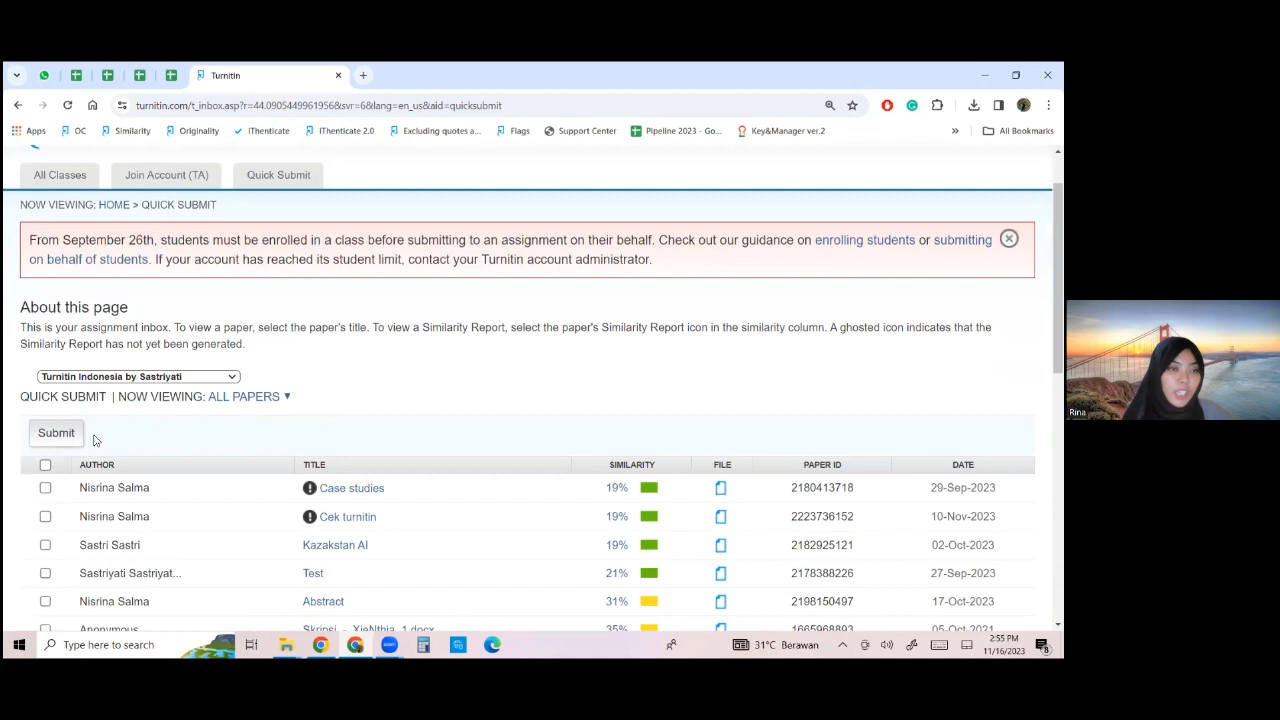 Turnitin
turnitin.com/t_inbox.asp?r=44.0905449961956&svr=6&lang=en_us&aid=quicksubmit
Apps OC Similarity Originality iThenticate iThenticate 2.0 Excluding quotes a... Flags Support Center Pipeline 2023 - Go... Key&Manager ver.2 » All Bookmarks
All Classes Join Account (TA) Quick Submit
NOW VIEWING: HOME > QUICK SUBMIT
From September 26th, students must be enrolled in a class before submitting to an assignment on their behalf. Check out our guidance on enrolling students or submitting
on behalf of students. If your account has reached its student limit, contact your Turnitin account administrator.
About this page
This is your assignment inbox. To view a paper, select the paper's title. To view a Similarity Report, select the paper's Similarity Report icon in the similarity column. A ghosted icon indicates that the
Similarity Report has not yet been generated.
Turnitin Indonesia by Sastriyati
QUICK SUBMIT | NOW VIEWING: ALL PAPERS ▼
Submit
AUTHOR TITLE SIMILARITY FILE PAPER ID DATE
Nisrina Salma Case studies 19% 2180413718 29-Sep-2023
Nisrina Salma Cek turnitin 19% 2223736152 10-Nov-2023
Sastri Sastri Kazakstan AI 19% 2182925121 02-Oct-2023
Sastriyati Sastriyat... Test 21% 2178388226 27-Sep-2023
Nisrina Salma Abstract 31% 2198150497 17-Oct-2023
Anonymous Skripsi_-_XieNthia_1.docx 35% 1665968893 05-Oct-2021
Type here to search
31°C Berawan
2:55 PM
11/16/2023
8
Rina